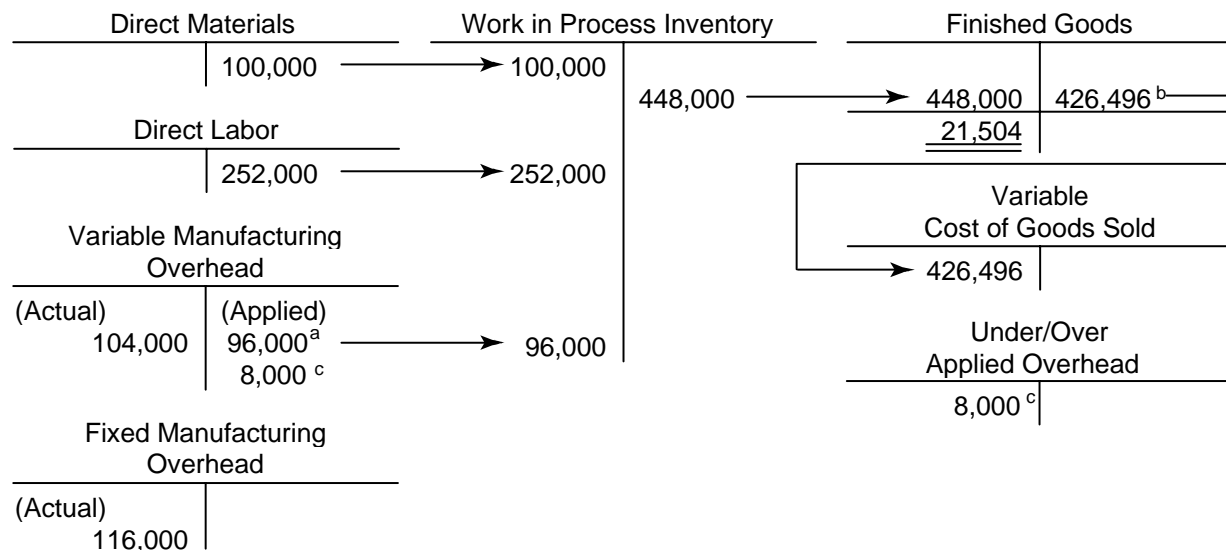 Direct Materials
100,000
Direct Labor
252,000
Variable Manufacturing
Overhead
(Actual) (Applied)
104,000 96,000 a
8,000 c
Fixed Manufacturing
Overhead
(Actual)
116,000
Work in Process Inventory
100,000
448,000
252,000
96,000
Finished Goods
448,000 426,496 b
21,504
Variable
Cost of Goods Sold
426,496
Under/Over
Applied Overhead
8,000 c